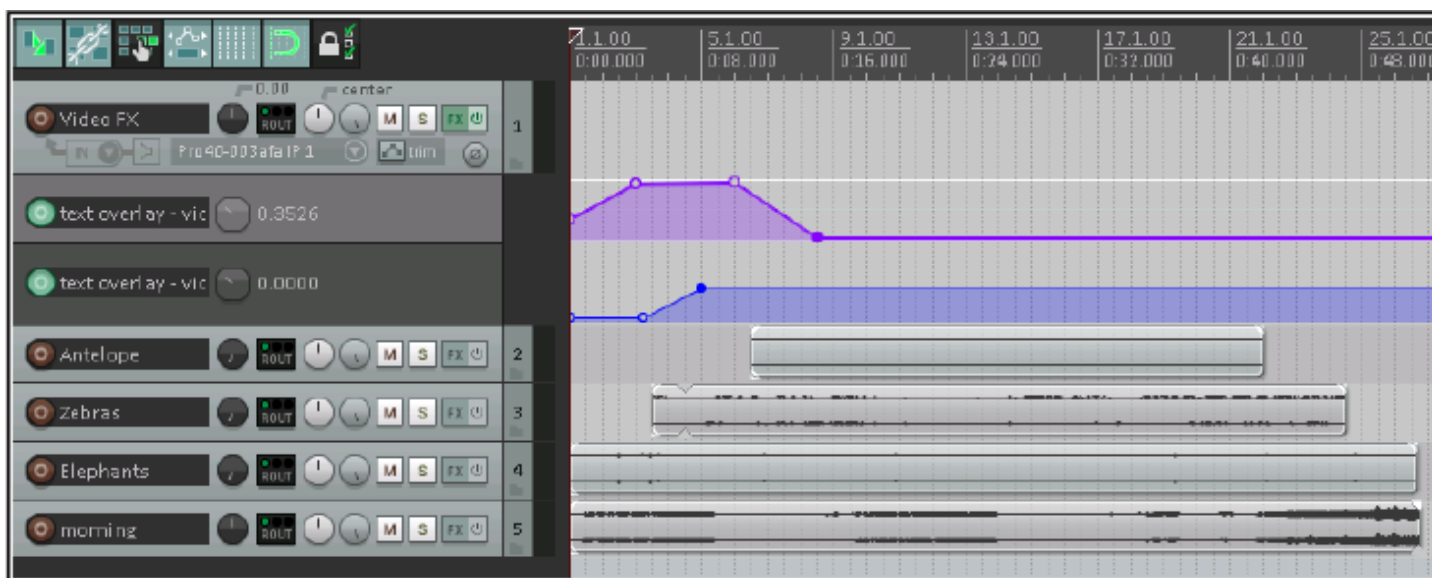 1.1.00 5.1.00 9.1.00 13.1.00 17.1.00 21.1.00 25.1.00
0:00.000 0:08.000 0:16.000 0:24.000 0:32.000 0:40.000 0:48.000
0.00 center
Video FX ROUT M S FX 1
IN trim
text overlay - vic 0.3526
text overlay - vic 0.0000
Antelope ROUT M S FX 2
Zebras ROUT M S FX 3
Elephants ROUT M S FX 4
morning ROUT M S FX 5